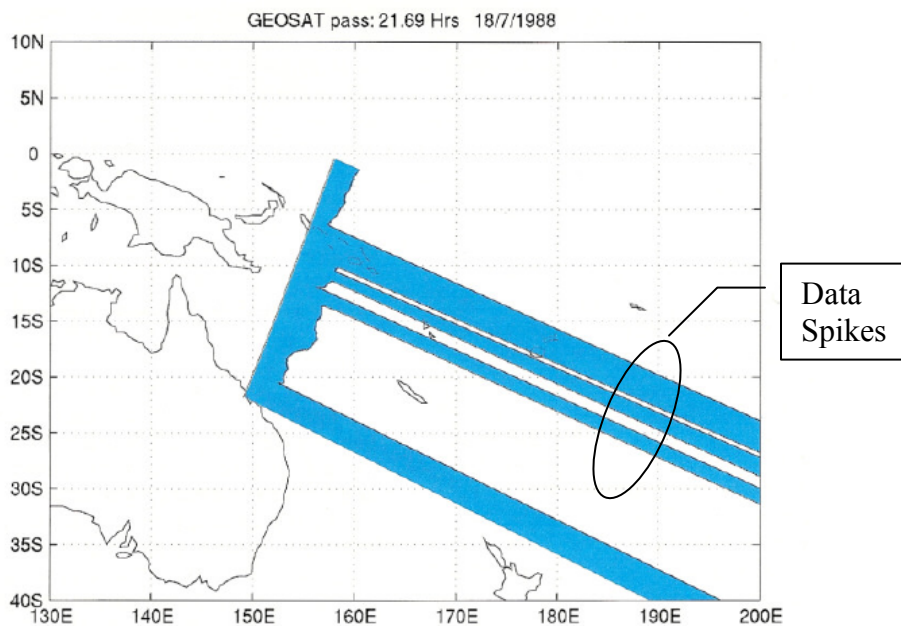 GEOSAT pass: 21.69 Hrs 18/7/1988
10N
5N
0
5S
10S
15S
20S
25S
30S
35S
40S
130E 140E 150E 160E 170E 180E 190E 200E
Data
Spikes